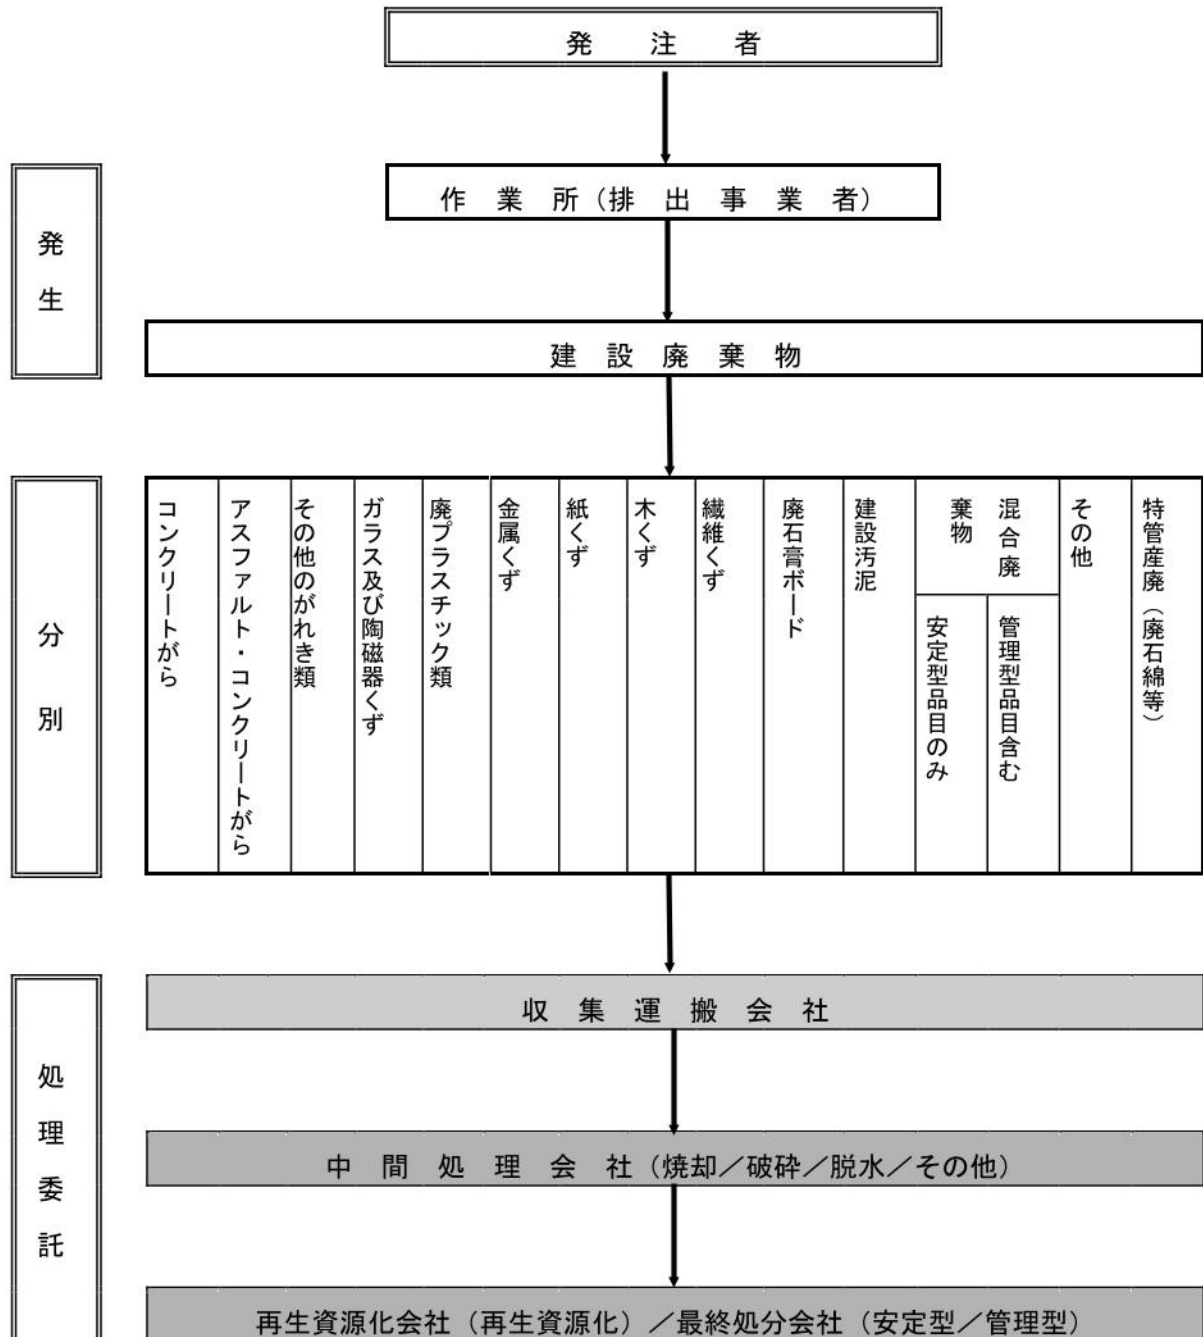 発注者
発生
作業所（排出事業者）
建設廃棄物
分別
コンクリートがら
アスファルト・コンクリートがら
その他のがれき類
ガラス及び陶磁器くず
廃プラスチック類
金属くず
紙くず
木くず
繊維くず
廃石膏ボード
建設汚泥
混合廃
棄物
安定型品目のみ
管理型品目含む
その他
特管産廃（廃石綿等）
処理委託
収集運搬会社
中間処理会社（焼却／破砕／脱水／その他）
再生資源化会社（再生資源化）／最終処分会社（安定型／管理型）